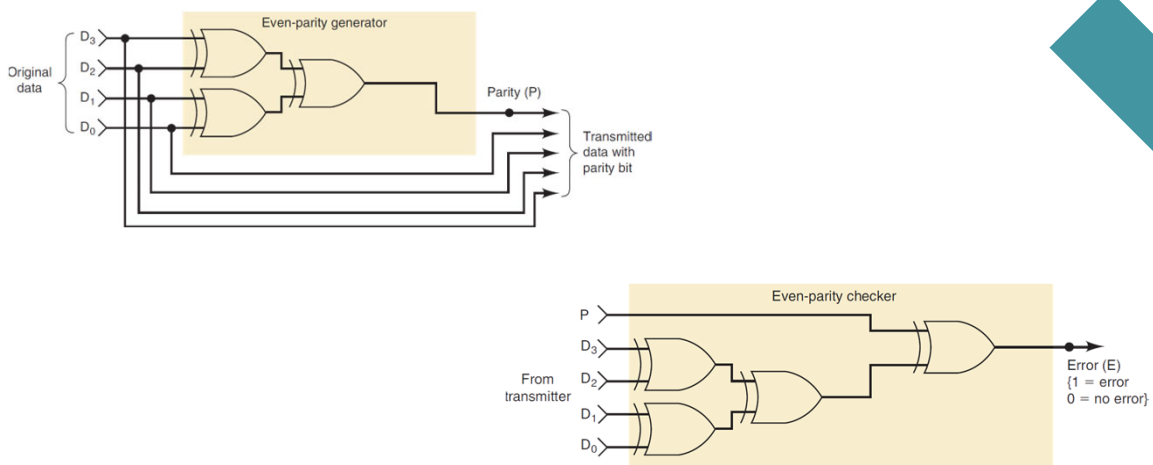 Even-parity generator
D₃
D₂
Original
data
D₁
D₀
Parity (P)
Transmitted
data with
parity bit
Even-parity checker
P
D₃
From
transmitter
D₂
D₁
D₀
Error (E)
{1 = error
0 = no error}